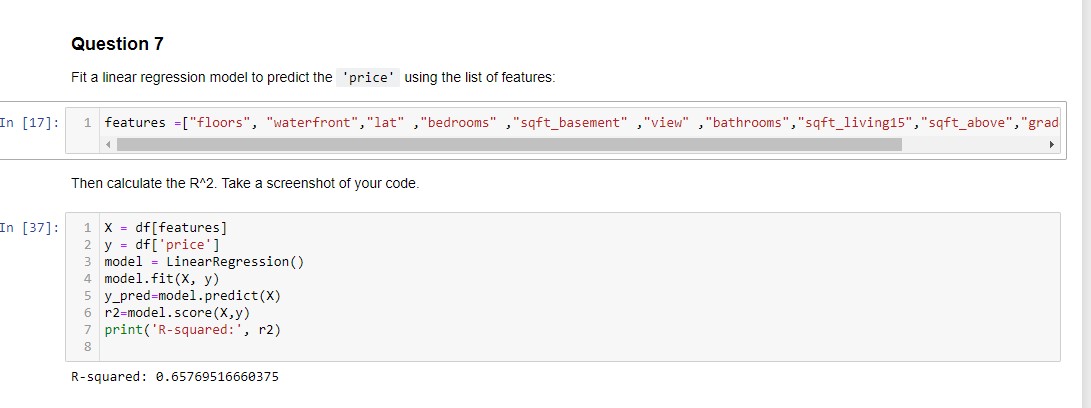 Question 7
Fit a linear regression model to predict the 'price' using the list of features:
In [17]: 1 features =["floors", "waterfront","lat" ,"bedrooms" ,"sqft_basement" ,"view" ,"bathrooms","sqft_living15","sqft_above","grad
Then calculate the R^2. Take a screenshot of your code.
In [37]: 1 X = df[features]
2 y = df['price']
3 model = LinearRegression()
4 model.fit(X, y)
5 y_pred=model.predict(X)
6 r2=model.score(X,y)
7 print('R-squared:', r2)
8
R-squared: 0.65769516660375